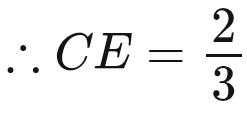 ∴ CE = 2/3